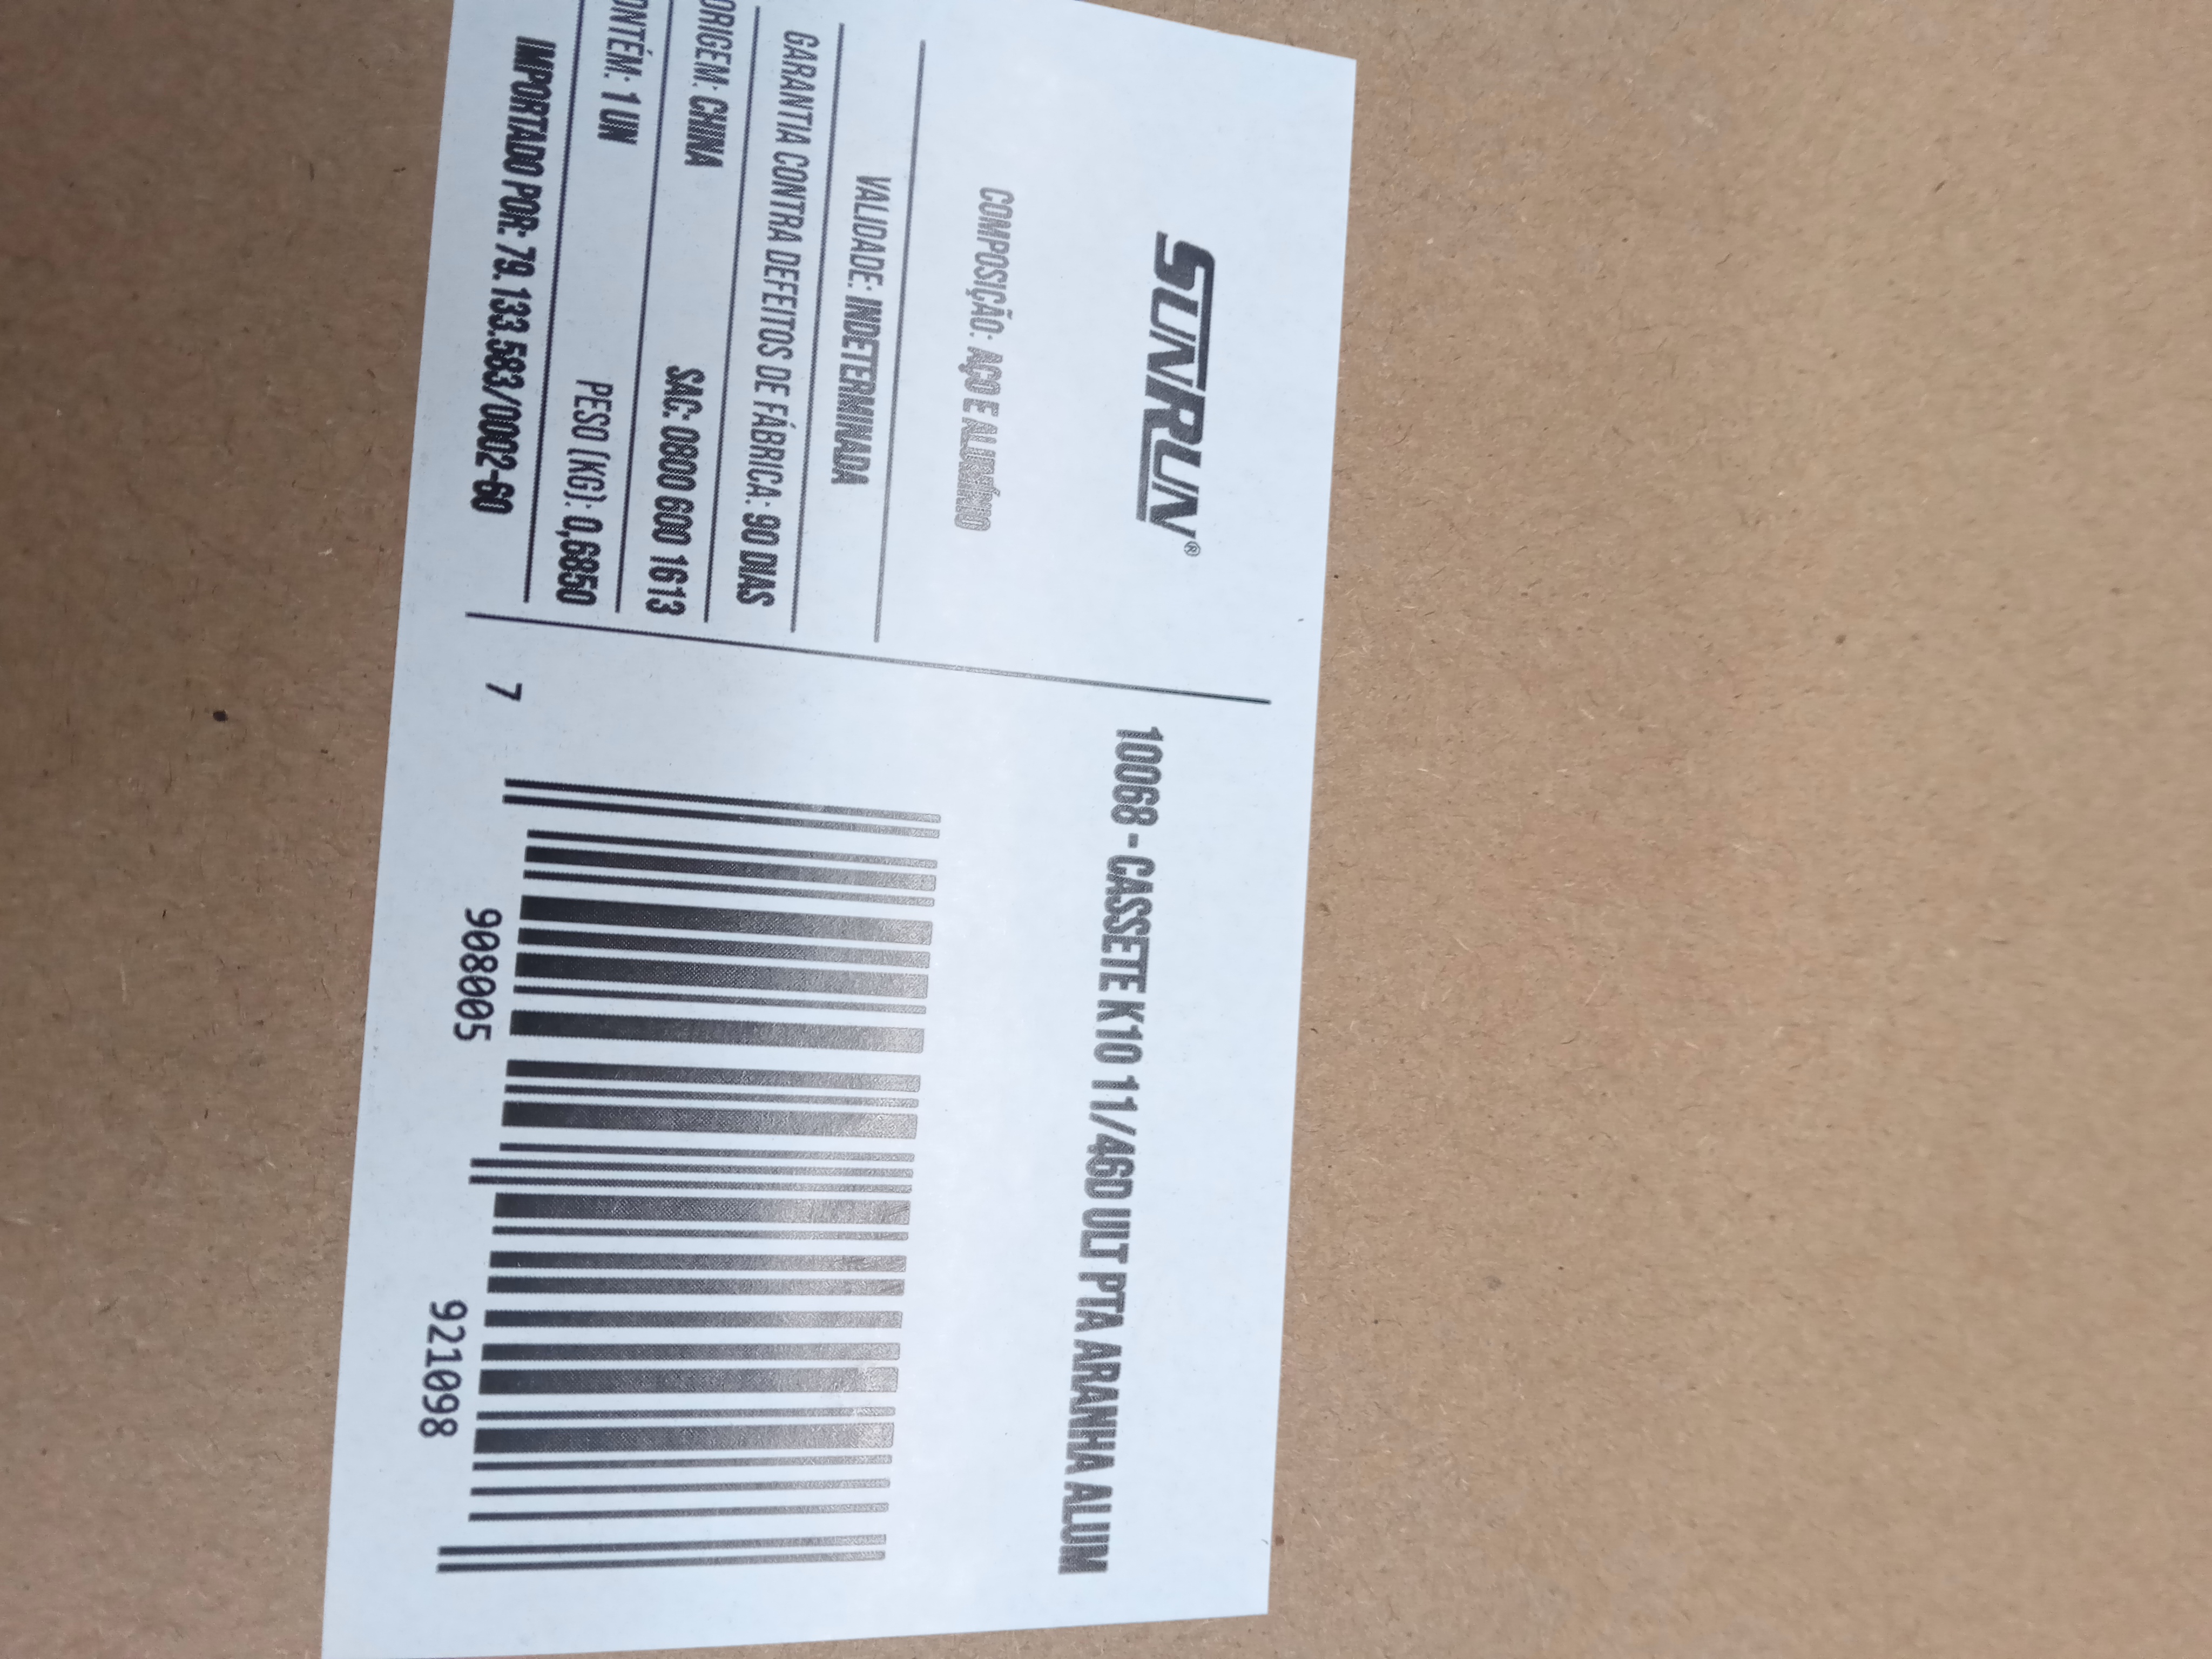 SUNRUN®
COMPOSIÇÃO: AÇO E ALUMÍNIO
VALIDADE: INDETERMINADA
GARANTIA CONTRA DEFEITOS DE FÁBRICA: 90 DIAS
ORIGEM: CHINA SAC: 0800 600 1613
ONTÉM: 1 UN PESO (KG): 0,6850
IMPORTADO POR: 79.133.583/0002-60
10068 - CASSETE K10 11/46D ULT PTA ARANHA ALUM
7 908005 921098